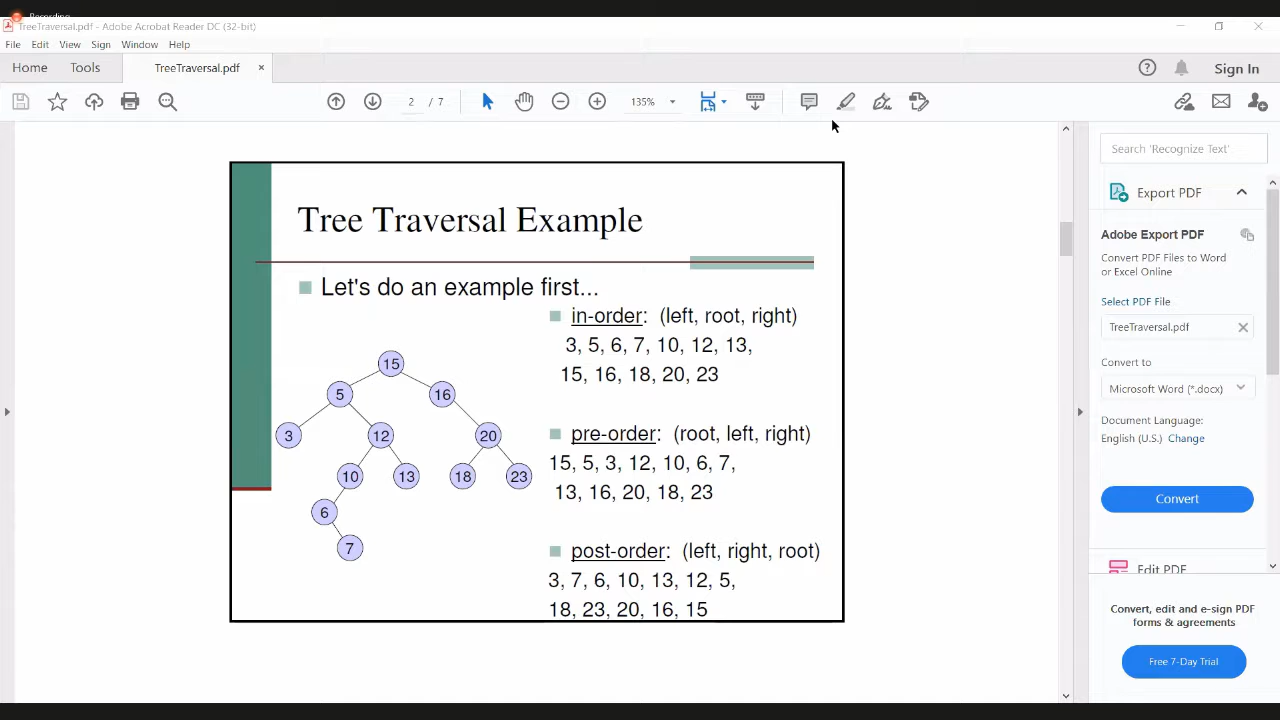 Recording
TreeTraversal.pdf - Adobe Acrobat Reader DC (32-bit)
File Edit View Sign Window Help
Home Tools TreeTraversal.pdf × Sign In
2 / 7 135%
Tree Traversal Example
Let's do an example first...
in-order: (left, root, right)
3, 5, 6, 7, 10, 12, 13,
15, 16, 18, 20, 23
pre-order: (root, left, right)
15, 5, 3, 12, 10, 6, 7,
13, 16, 20, 18, 23
post-order: (left, right, root)
3, 7, 6, 10, 13, 12, 5,
18, 23, 20, 16, 15
15
5 16
3 12 20
10 13 18 23
6
7
Search 'Recognize Text'
Export PDF
Adobe Export PDF
Convert PDF Files to Word
or Excel Online
Select PDF File
TreeTraversal.pdf
Convert to
Microsoft Word (*.docx)
Document Language:
English (U.S.) Change
Convert
Edit PDF
Convert, edit and e-sign PDF
forms & agreements
Free 7-Day Trial